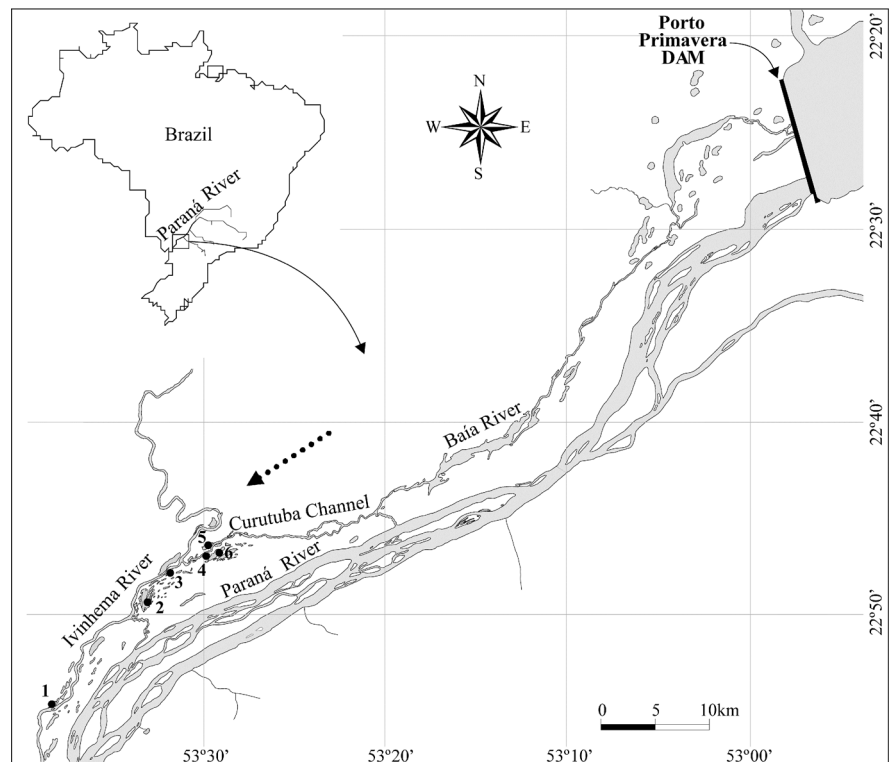 Porto
Primavera
DAM
22°20'
N
W E
S
Brazil
Paraná River
22°30'
Baía River
22°40'
Curutuba Channel
5
6
4
3
2
Ivinhema River
Paraná River
22°50'
1
0 5 10km
53°30' 53°20' 53°10' 53°00'